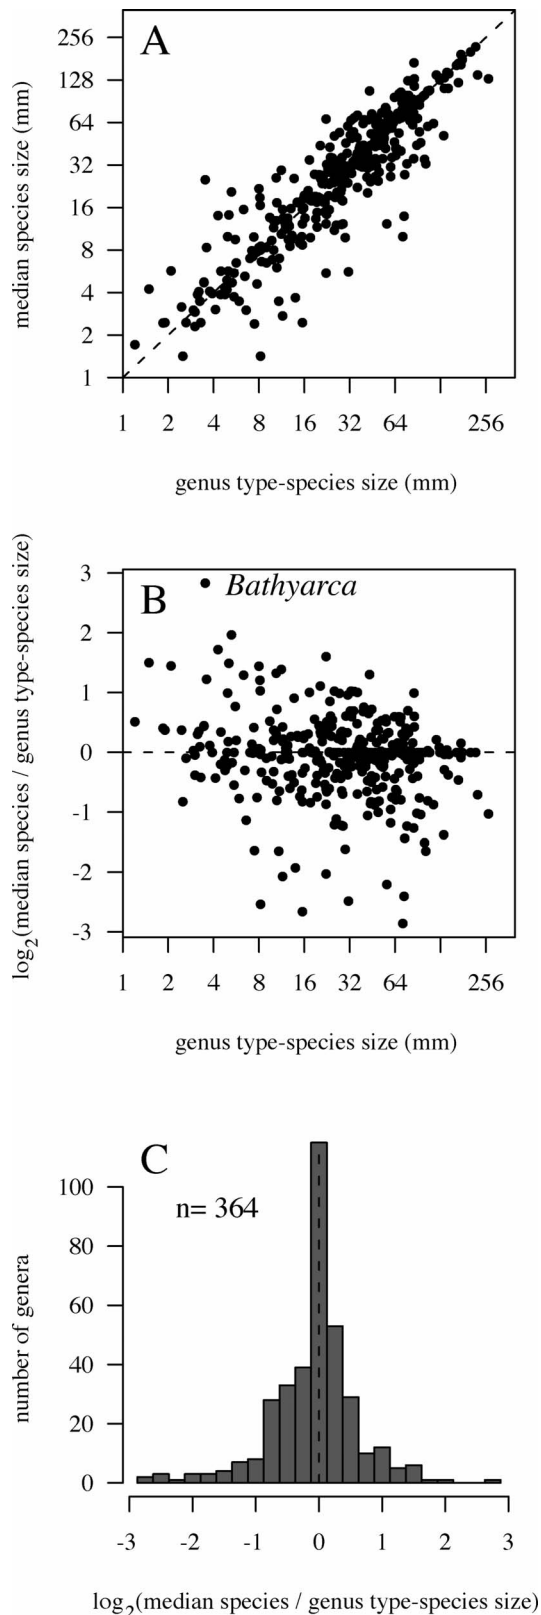 A
256
128
64
32
16
8
4
2
1
median species size (mm)
1 2 4 8 16 32 64 256
genus type-species size (mm)
B
Bathyarca
3
2
1
0
-1
-2
-3
log2(median species / genus type-species size)
1 2 4 8 16 32 64 256
genus type-species size (mm)
C
n= 364
100
80
60
40
20
0
number of genera
-3 -2 -1 0 1 2 3
log2(median species / genus type-species size)